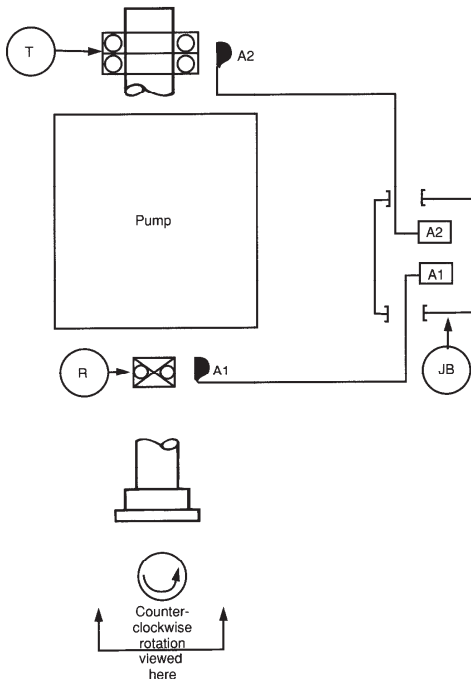 T
A2
Pump
A2
A1
R
A1
JB
Counter-
clockwise
rotation
viewed
here